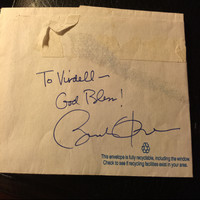 To Virdell —
God Bless!
This envelope is fully recyclable, including the window.
Check to see if recycling facilities exist in your area.